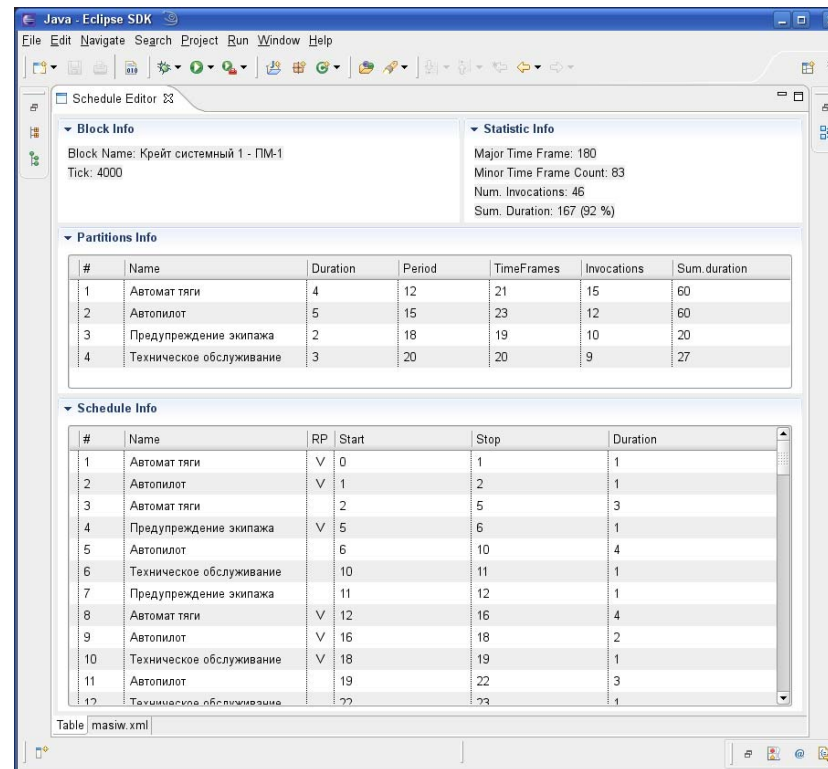 Java - Eclipse SDK
File Edit Navigate Search Project Run Window Help
Schedule Editor
Block Info
Block Name: Крейт системный 1 - ПМ-1
Tick: 4000
Statistic Info
Major Time Frame: 180
Minor Time Frame Count: 83
Num. Invocations: 46
Sum. Duration: 167 (92 %)
Partitions Info
# Name Duration Period TimeFrames Invocations Sum.duration
1 Автомат тяги 4 12 21 15 60
2 Автопилот 5 15 23 12 60
3 Предупреждение экипажа 2 18 19 10 20
4 Техническое обслуживание 3 20 20 9 27
Schedule Info
# Name RP Start Stop Duration
1 Автомат тяги V 0 1 1
2 Автопилот V 1 2 1
3 Автомат тяги 2 5 3
4 Предупреждение экипажа V 5 6 1
5 Автопилот 6 10 4
6 Техническое обслуживание 10 11 1
7 Предупреждение экипажа 11 12 1
8 Автомат тяги V 12 16 4
9 Автопилот V 16 18 2
10 Техническое обслуживание V 18 19 1
11 Автопилот 19 22 3
12 Техническое обслуживание 22 23 1
Table masiw.xml